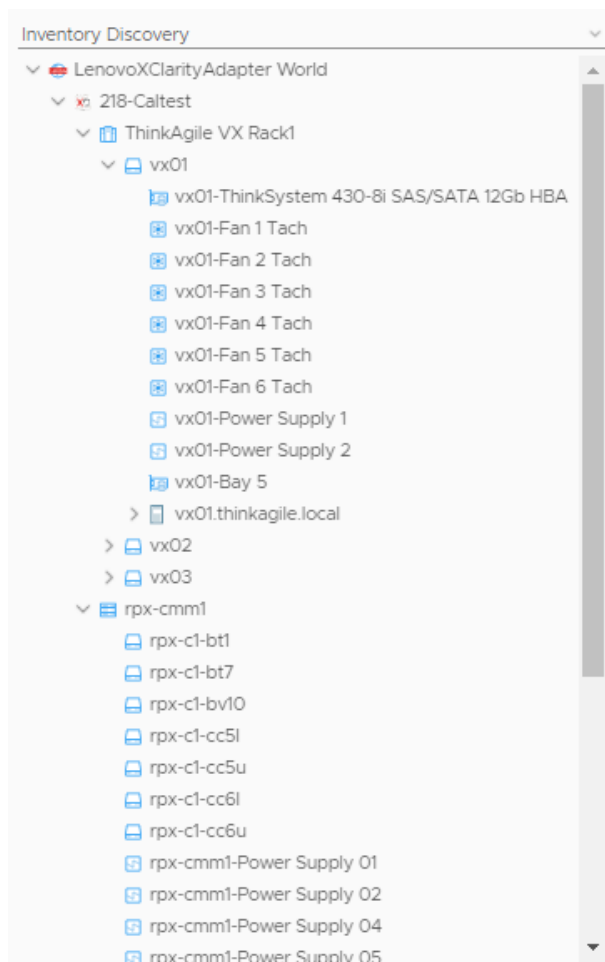 Inventory Discovery
LenovoXClarityAdapter World
218-Caltest
ThinkAgile VX Rack1
vx01
vx01-ThinkSystem 430-8i SAS/SATA 12Gb HBA
vx01-Fan 1 Tach
vx01-Fan 2 Tach
vx01-Fan 3 Tach
vx01-Fan 4 Tach
vx01-Fan 5 Tach
vx01-Fan 6 Tach
vx01-Power Supply 1
vx01-Power Supply 2
vx01-Bay 5
vx01.thinkagile.local
vx02
vx03
rpx-cmm1
rpx-c1-bt1
rpx-c1-bt7
rpx-c1-bv10
rpx-c1-cc5l
rpx-c1-cc5u
rpx-c1-cc6l
rpx-c1-cc6u
rpx-cmm1-Power Supply 01
rpx-cmm1-Power Supply 02
rpx-cmm1-Power Supply 04
rpx-cmm1-Power Supply 05